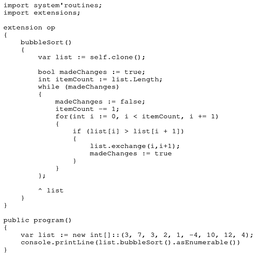 import system'routines;
import extensions;
extension op
{
bubbleSort()
{
var list := self.clone();
bool madeChanges := true;
int itemCount := list.Length;
while (madeChanges)
{
madeChanges := false;
itemCount -= 1;
for(int i := 0, i < itemCount, i += 1)
{
if (list[i] > list[i + 1])
{
list.exchange(i,i+1);
madeChanges := true
}
}
};
^ list
}
}
public program()
{
var list := new int[]::(3, 7, 3, 2, 1, -4, 10, 12, 4);
console.printLine(list.bubbleSort().asEnumerable())
}